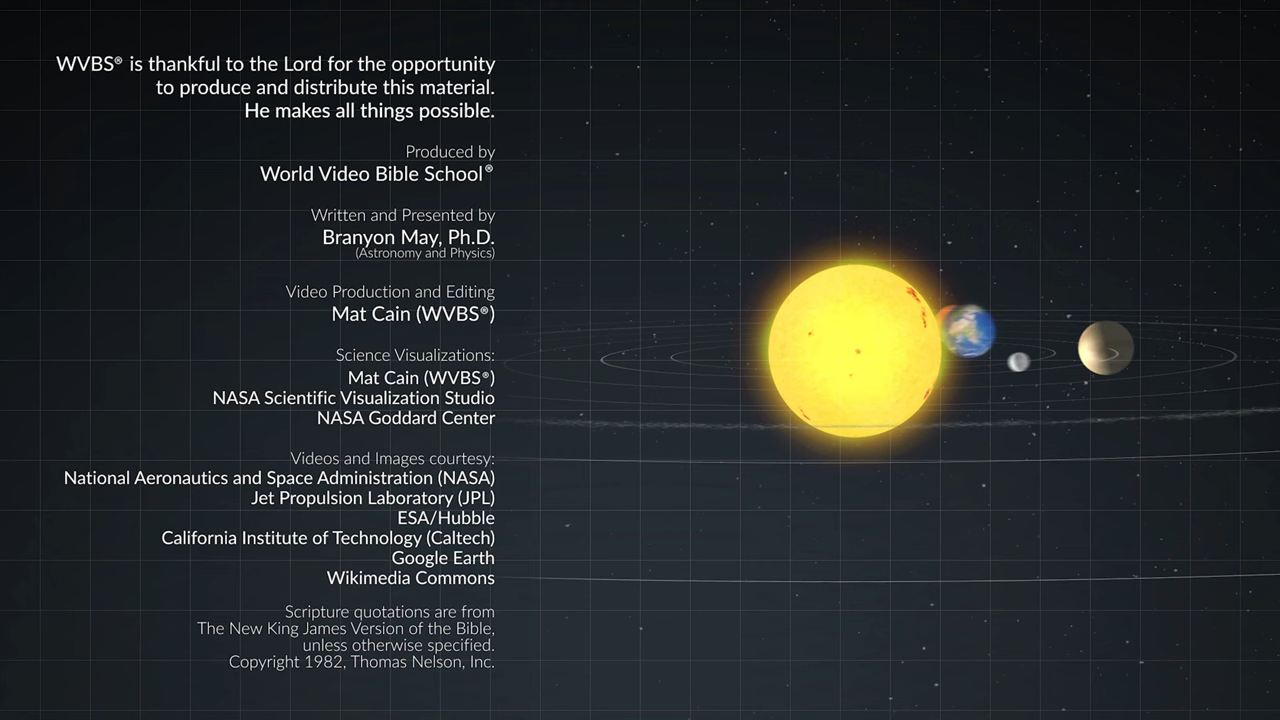 WVBS® is thankful to the Lord for the opportunity
to produce and distribute this material.
He makes all things possible.
Produced by
World Video Bible School®
Written and Presented by
Branyon May, Ph.D.
(Astronomy and Physics)
Video Production and Editing
Mat Cain (WVBS®)
Science Visualizations:
Mat Cain (WVBS®)
NASA Scientific Visualization Studio
NASA Goddard Center
Videos and Images courtesy:
National Aeronautics and Space Administration (NASA)
Jet Propulsion Laboratory (JPL)
ESA/Hubble
California Institute of Technology (Caltech)
Google Earth
Wikimedia Commons
Scripture quotations are from
The New King James Version of the Bible,
unless otherwise specified.
Copyright 1982, Thomas Nelson, Inc.